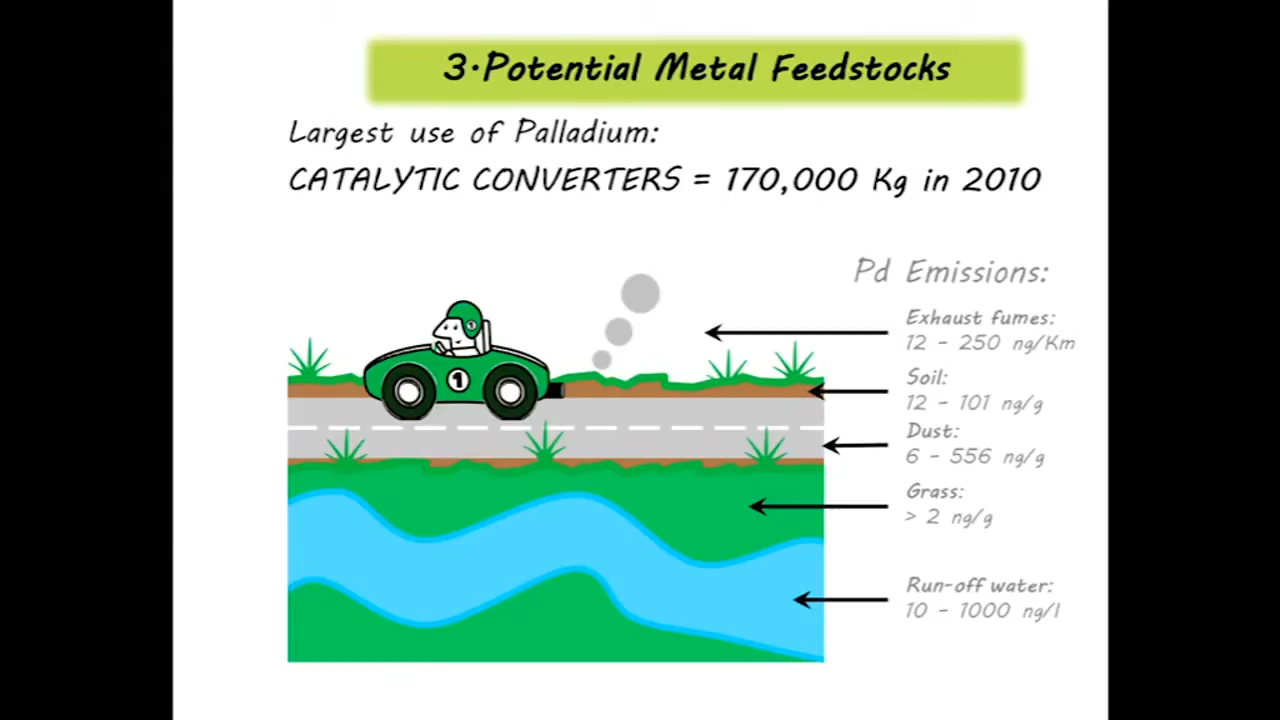 3.Potential Metal Feedstocks
Largest use of Palladium:
CATALYTIC CONVERTERS = 170,000 Kg in 2010
Pd Emissions:
Exhaust fumes:
12 - 250 ng/Km
Soil:
12 - 101 ng/g
Dust:
6 - 556 ng/g
Grass:
> 2 ng/g
Run-off water:
10 - 1000 ng/l
1
1